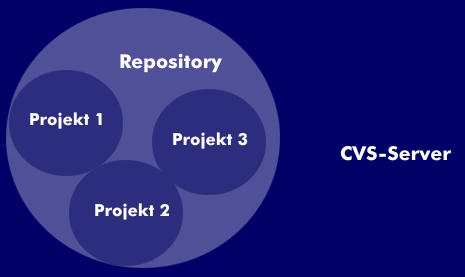 Repository
Projekt 1
Projekt 3
CVS-Server
Projekt 2